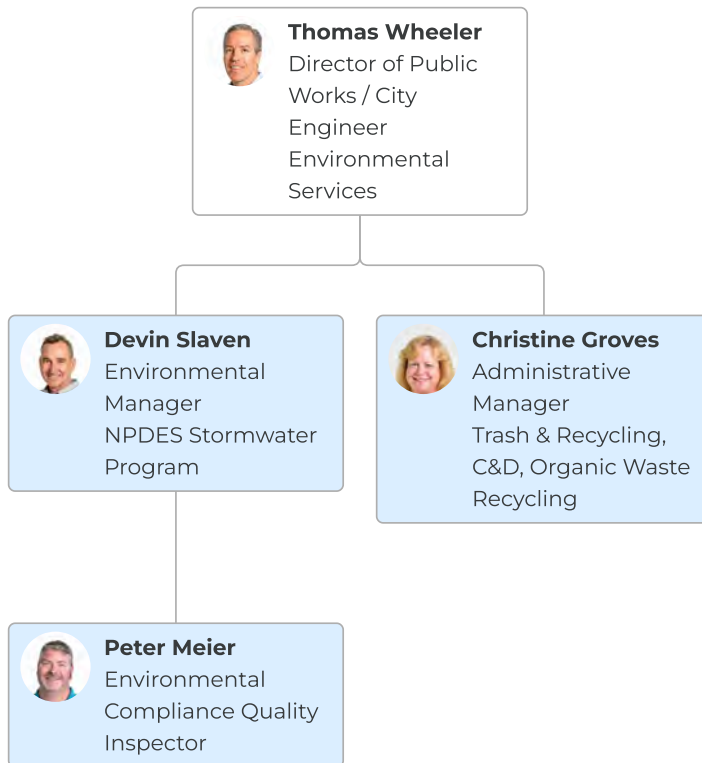 Thomas Wheeler
Director of Public
Works / City
Engineer
Environmental
Services
Devin Slaven
Environmental
Manager
NPDES Stormwater
Program
Christine Groves
Administrative
Manager
Trash & Recycling,
C&D, Organic Waste
Recycling
Peter Meier
Environmental
Compliance Quality
Inspector